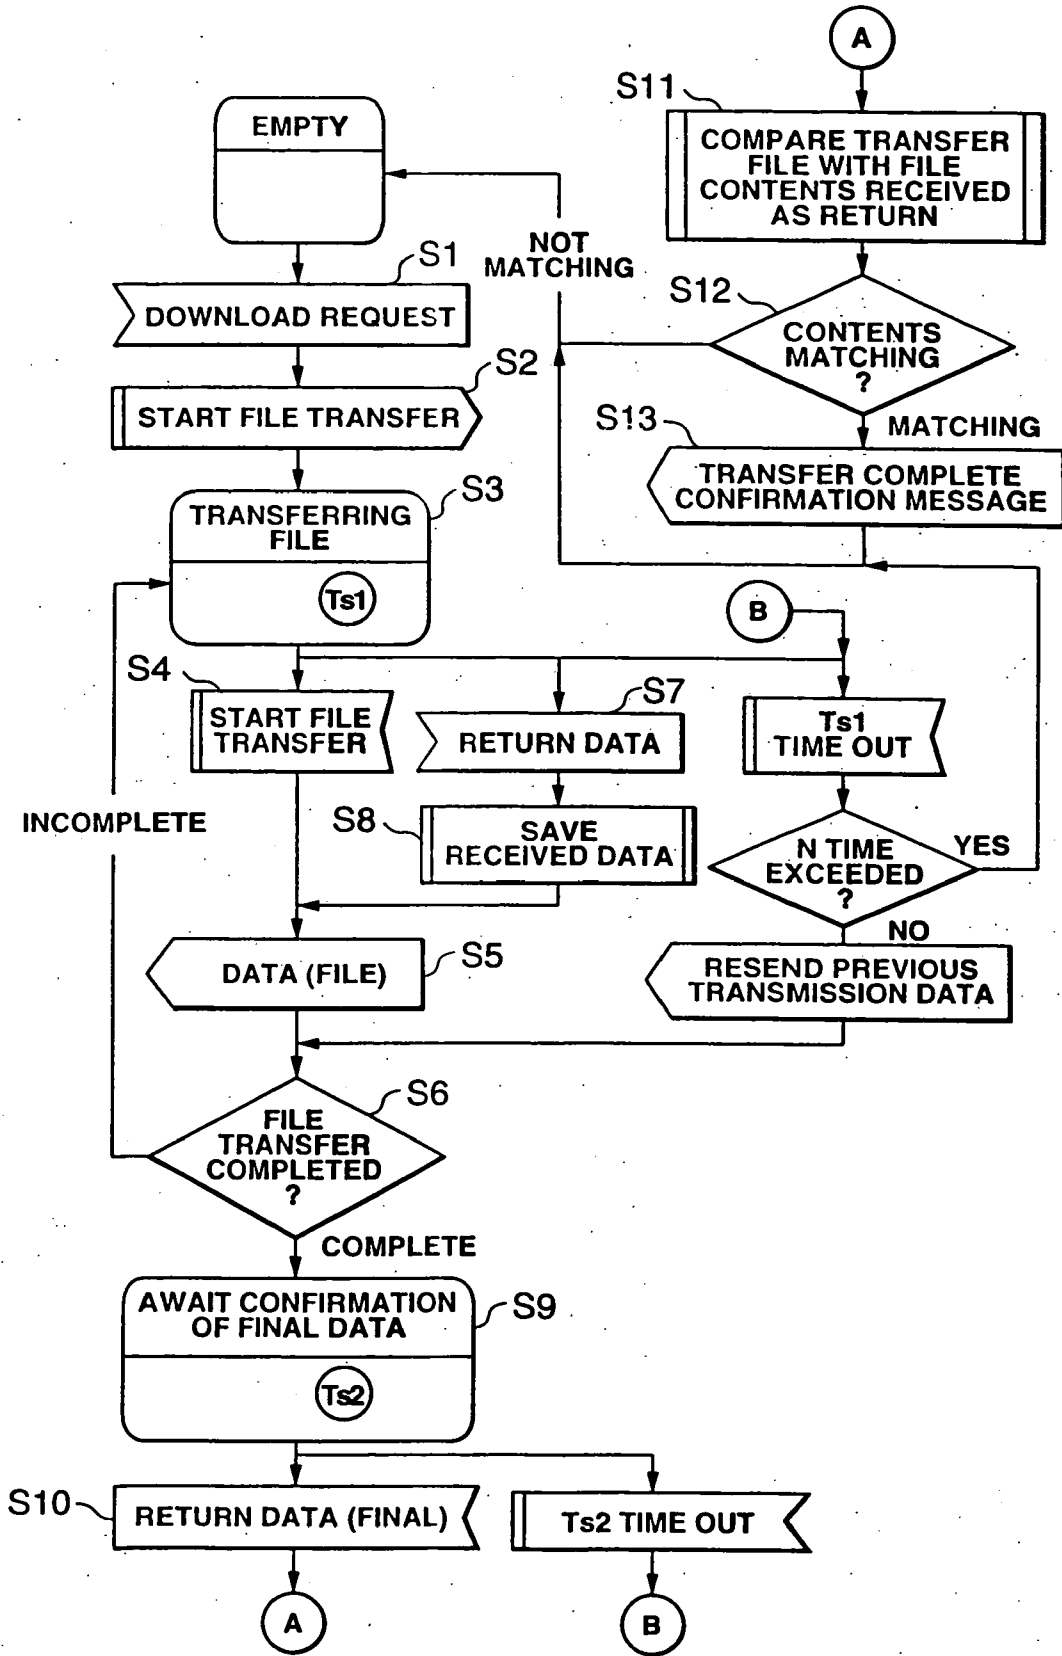 EMPTY
S1
DOWNLOAD REQUEST
S2
START FILE TRANSFER
S3
TRANSFERRING
FILE
Ts1
S4
START FILE
TRANSFER
S7
RETURN DATA
S8
SAVE
RECEIVED DATA
INCOMPLETE
S5
DATA (FILE)
S6
FILE
TRANSFER
COMPLETED
?
COMPLETE
S9
AWAIT CONFIRMATION
OF FINAL DATA
Ts2
S10
RETURN DATA (FINAL)
Ts2 TIME OUT
A
B
A
S11
COMPARE TRANSFER
FILE WITH FILE
CONTENTS RECEIVED
AS RETURN
NOT
MATCHING
S12
CONTENTS
MATCHING
?
MATCHING
S13
TRANSFER COMPLETE
CONFIRMATION MESSAGE
B
Ts1
TIME OUT
N TIME
EXCEEDED
?
YES
NO
RESEND PREVIOUS
TRANSMISSION DATA